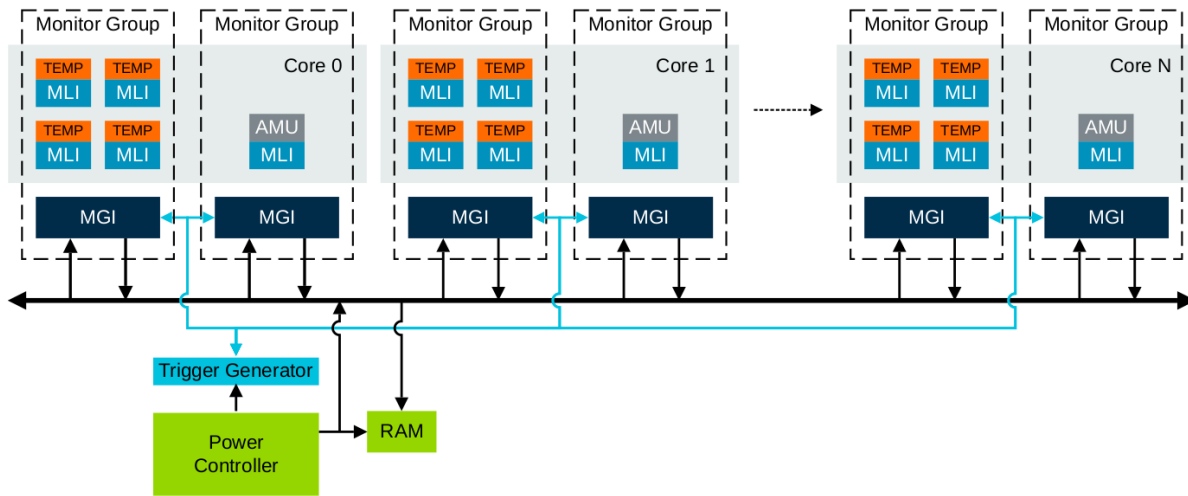 Monitor Group
Monitor Group
Monitor Group
Monitor Group
Monitor Group
Monitor Group
TEMP
MLI
TEMP
MLI
TEMP
MLI
TEMP
MLI
Core 0
AMU
MLI
TEMP
MLI
TEMP
MLI
TEMP
MLI
TEMP
MLI
Core 1
AMU
MLI
TEMP
MLI
TEMP
MLI
TEMP
MLI
TEMP
MLI
Core N
AMU
MLI
MGI
MGI
MGI
MGI
MGI
MGI
Trigger Generator
Power
Controller
RAM